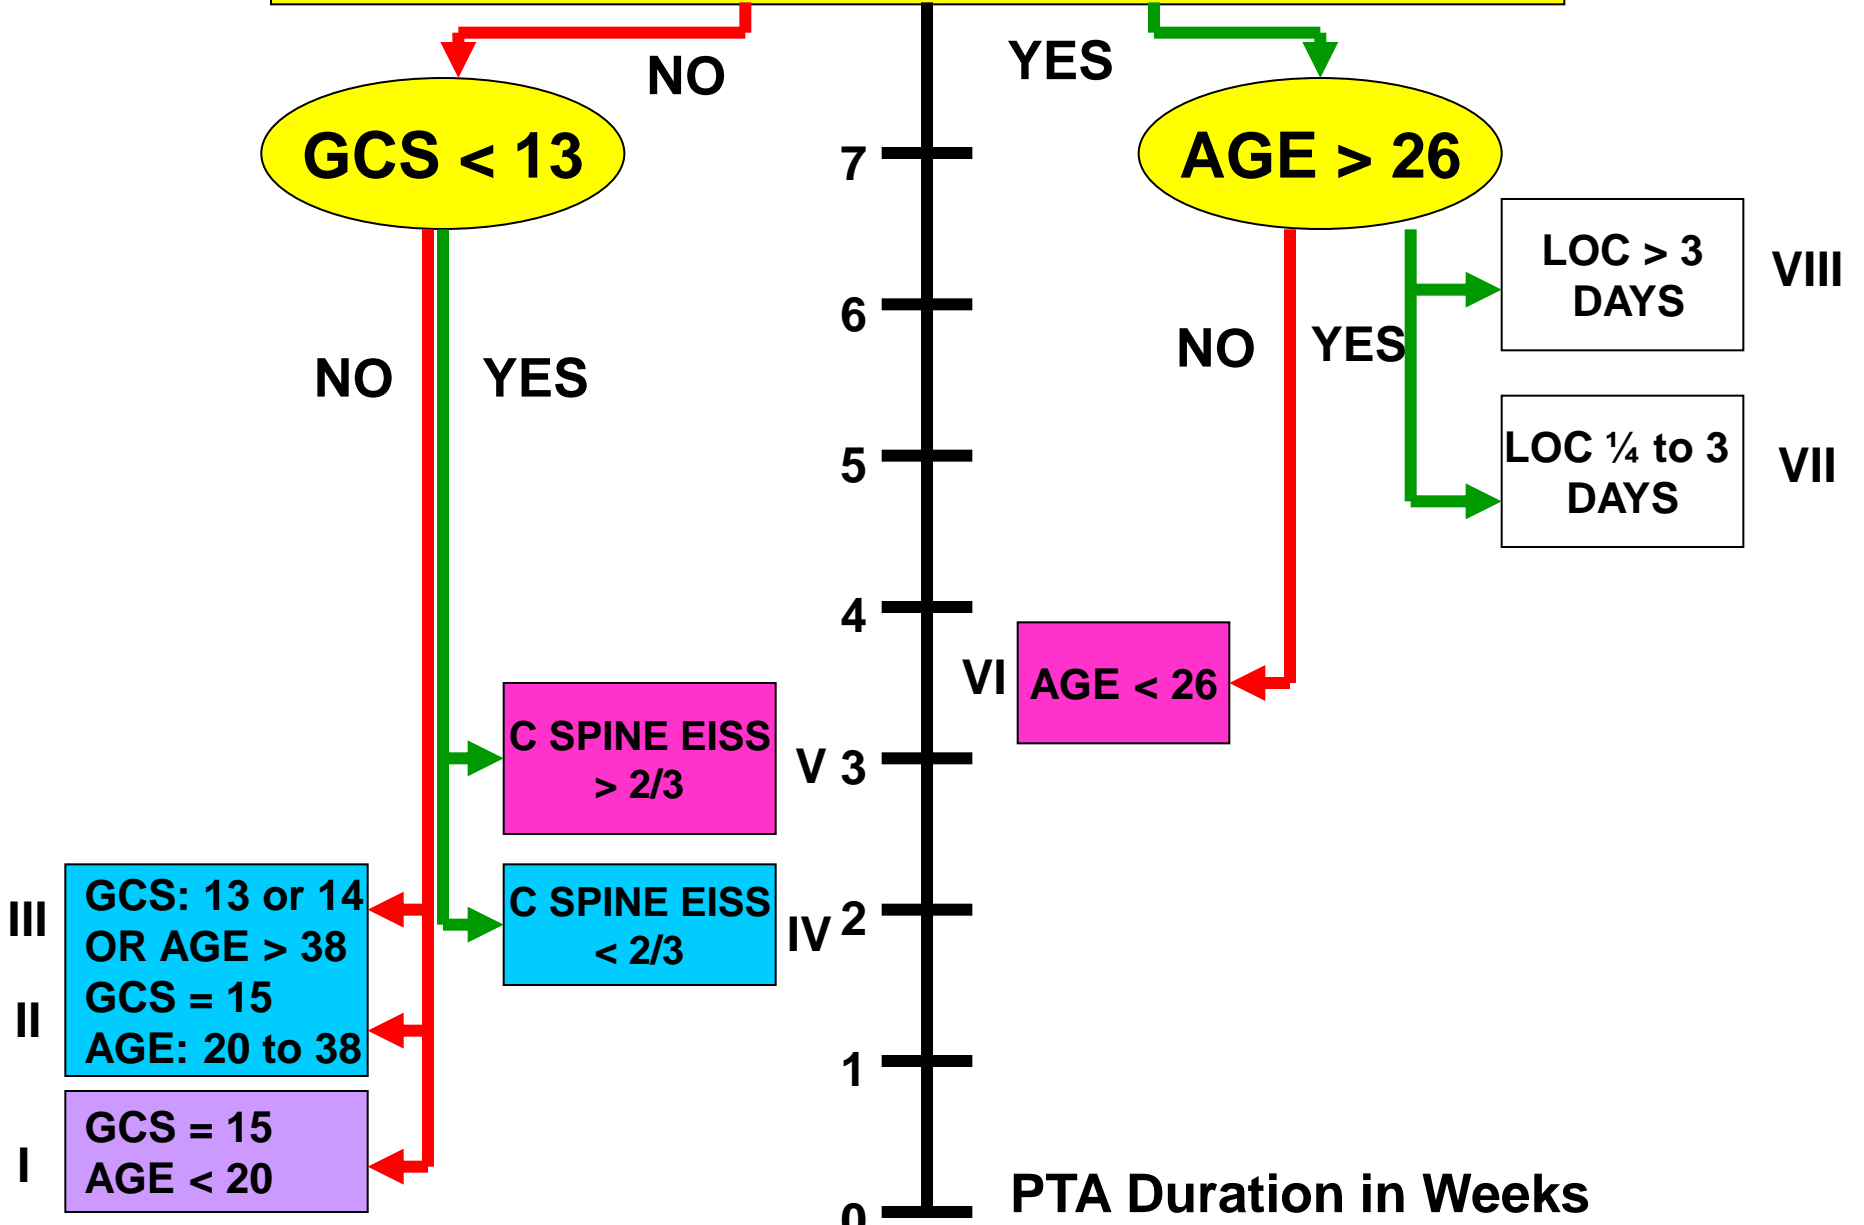 NO
YES
GCS < 13
AGE > 26
7
LOC > 3
DAYS
VIII
6
NO
YES
NO
YES
LOC ¼ to 3
DAYS
VII
5
4
VI
AGE < 26
C SPINE EISS
> 2/3
V
3
III
GCS: 13 or 14
OR AGE > 38
II
GCS = 15
AGE: 20 to 38
C SPINE EISS
< 2/3
IV
2
1
I
GCS = 15
AGE < 20
0
PTA Duration in Weeks